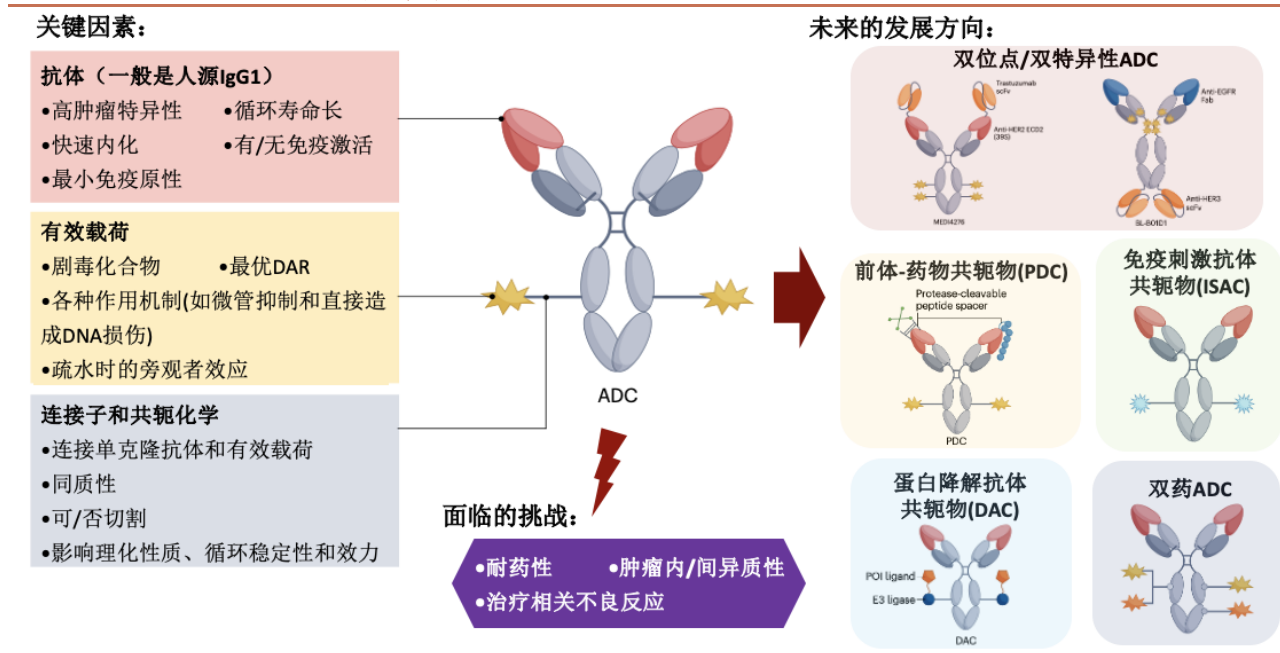 关键因素：
抗体（一般是人源IgG1）
•高肿瘤特异性 •循环寿命长
•快速内化 •有/无免疫激活
•最小免疫原性
有效载荷
•剧毒化合物 •最优DAR
•各种作用机制(如微管抑制和直接造
成DNA损伤)
•疏水时的旁观者效应
连接子和共轭化学
•连接单克隆抗体和有效载荷
•同质性
•可/否切割
•影响理化性质、循环稳定性和效力
ADC
面临的挑战：
•耐药性 •肿瘤内/间异质性
•治疗相关不良反应
未来的发展方向：
双位点/双特异性ADC
Trastuzumab
scFv
Anti-HER2 ECD2
(39S)
MEDI4276
Anti-EGFR
Fab
Anti-HER3
scFv
BL-B01D1
前体-药物共轭物(PDC)
Protease-cleavable
peptide spacer
PDC
免疫刺激抗体
共轭物(ISAC)
蛋白降解抗体
共轭物(DAC)
POI ligand
E3 ligase
DAC
双药ADC